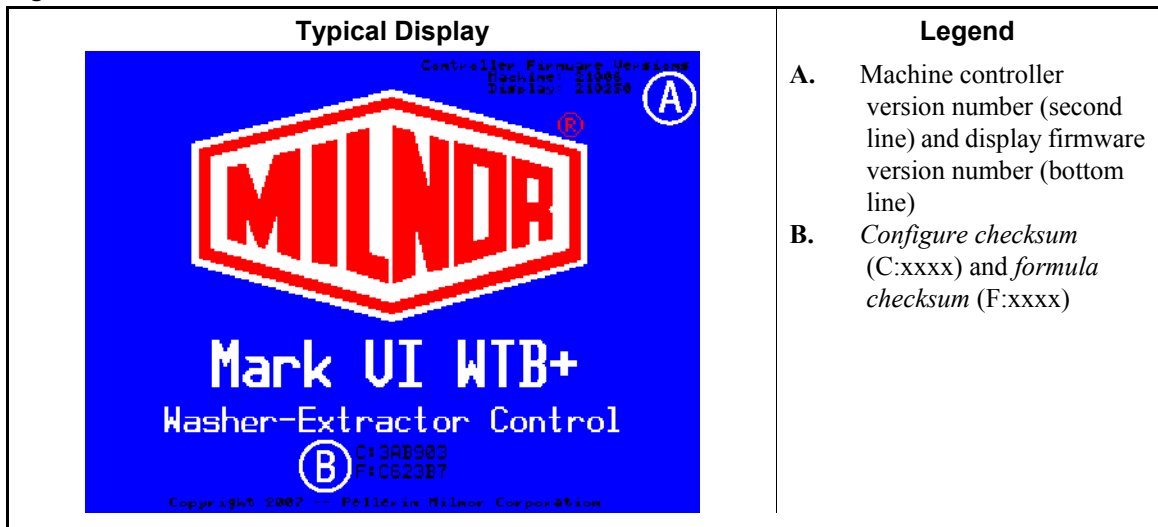 Typical Display
Controller Firmware Versions
Machine: 21006
Display: 210250
A
®
MILNOR
Mark VI WTB+
Washer-Extractor Control
B
C:3AB903
F:C623B7
Copyright 2007 -- Pellerin Milnor Corporation
Legend
A. Machine controller
version number (second
line) and display firmware
version number (bottom
line)
B. Configure checksum
(C:xxxx) and formula
checksum (F:xxxx)